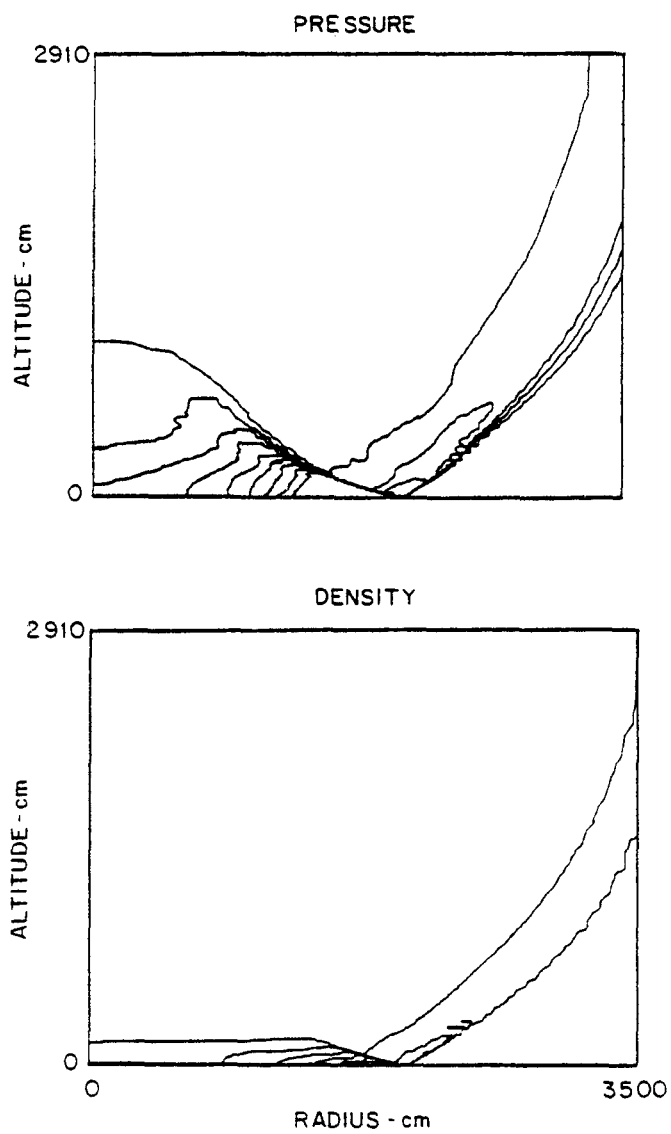 PRESSURE
2910
ALTITUDE - cm
0
DENSITY
2910
ALTITUDE - cm
0
0
3500
RADIUS - cm